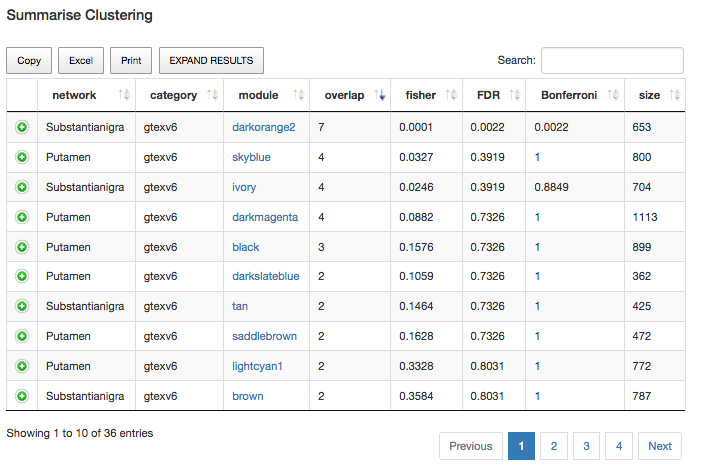 Summarise Clustering
Copy Excel Print EXPAND RESULTS Search:
network category module overlap fisher FDR Bonferroni size
Substantianigra gtexv6 darkorange2 7 0.0001 0.0022 0.0022 653
Putamen gtexv6 skyblue 4 0.0327 0.3919 1 800
Substantianigra gtexv6 ivory 4 0.0246 0.3919 0.8849 704
Putamen gtexv6 darkmagenta 4 0.0882 0.7326 1 1113
Putamen gtexv6 black 3 0.1576 0.7326 1 899
Putamen gtexv6 darkslateblue 2 0.1059 0.7326 1 362
Substantianigra gtexv6 tan 2 0.1464 0.7326 1 425
Putamen gtexv6 saddlebrown 2 0.1628 0.7326 1 472
Putamen gtexv6 lightcyan1 2 0.3328 0.8031 1 772
Substantianigra gtexv6 brown 2 0.3584 0.8031 1 787
Showing 1 to 10 of 36 entries
Previous 1 2 3 4 Next